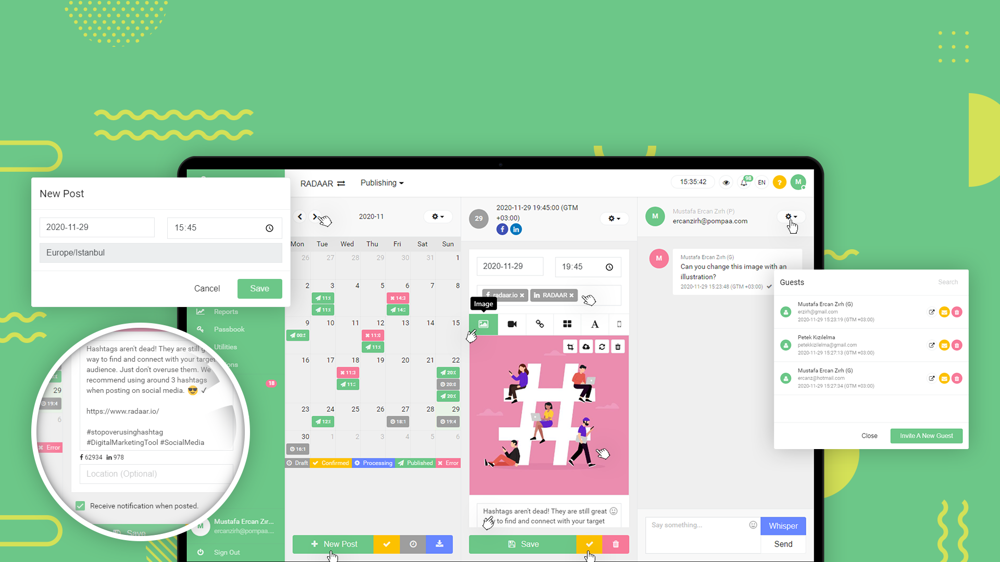 RADAAR
Publishing
15:35:42
98
EN
?
M
New Post
2020-11-29
15:45
Europe/Istanbul
Cancel
Save
Reports
Passbook
Utilities
18
Mustafa Ercan Zır...
ercanzirh@pompaa....
Sign Out
Hashtags aren't dead! They are still
way to find and connect with your target
audience. Just don't overuse them. We
recommend using around 3 hashtags
when posting on social media. 😎 ✓
https://www.radaar.io/
#stopoverusinghashtag
#DigitalMarketingTool #SocialMedia
62934 in 978
Location (Optional)
Receive notification when posted.
Save
29
19:4
6
Error
M
2020-11
Mon Tue Wed Thu Fri Sat Sun
26 27 28 29 30 31 1
2 3 4 5 6 7 8
11:
14:3
11:
14:
9 10 11 12 13 14 15
00:
11:0
11:
16 17 18 19 20 21 22
11:3
20:
11:
20:0
20:
23 24 25 26 27 28 29
12:
18:1
19:4
30 1 2 3 4 5 6
16:1
Draft Confirmed Processing Published Error
New Post
29
2020-11-29 19:45:00 (GTM
+03:00)
f in
2020-11-29
19:45
radaar.io × in RADAAR ×
Image
A
#
Hashtags aren't dead! They are still great
to find and connect with your target
Save
M
Mustafa Ercan Zırh (P)
ercanzirh@pompaa.com
M
Mustafa Ercan Zırh (G)
Can you change this image with an
illustration?
2020-11-29 15:23:48 (GTM +03:00)
Say something...
Whisper
Send
Guests
Search
Mustafa Ercan Zırh (G)
erzirh@gmail.com
2020-11-29 15:23:19 (GTM +03:00)
Petek Kızılelma
petekkizilelma@gmail.com
2020-11-29 15:27:13 (GTM +03:00)
Mustafa Ercan Zırh (G)
ercanz@hotmail.com
2020-11-29 15:27:34 (GTM +03:00)
Close
Invite A New Guest